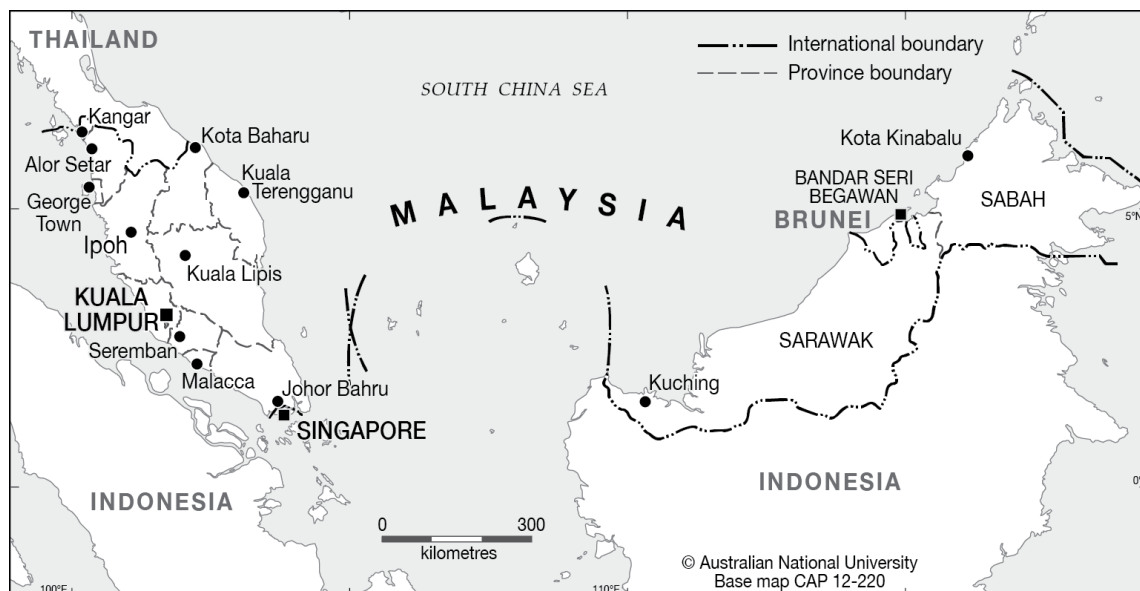 THAILAND
International boundary
Province boundary
SOUTH CHINA SEA
Kangar
Kota Baharu
Kota Kinabalu
Alor Setar
Kuala
Terengganu
BANDAR SERI
BEGAWAN
George
Town
MALAYSIA
BRUNEI
SABAH
5°N
Ipoh
Kuala Lipis
KUALA
LUMPUR
Seremban
SARAWAK
Malacca
Johor Bahru
Kuching
SINGAPORE
INDONESIA
INDONESIA
0°
0 300
kilometres
© Australian National University
Base map CAP 12-220
100°E
110°E